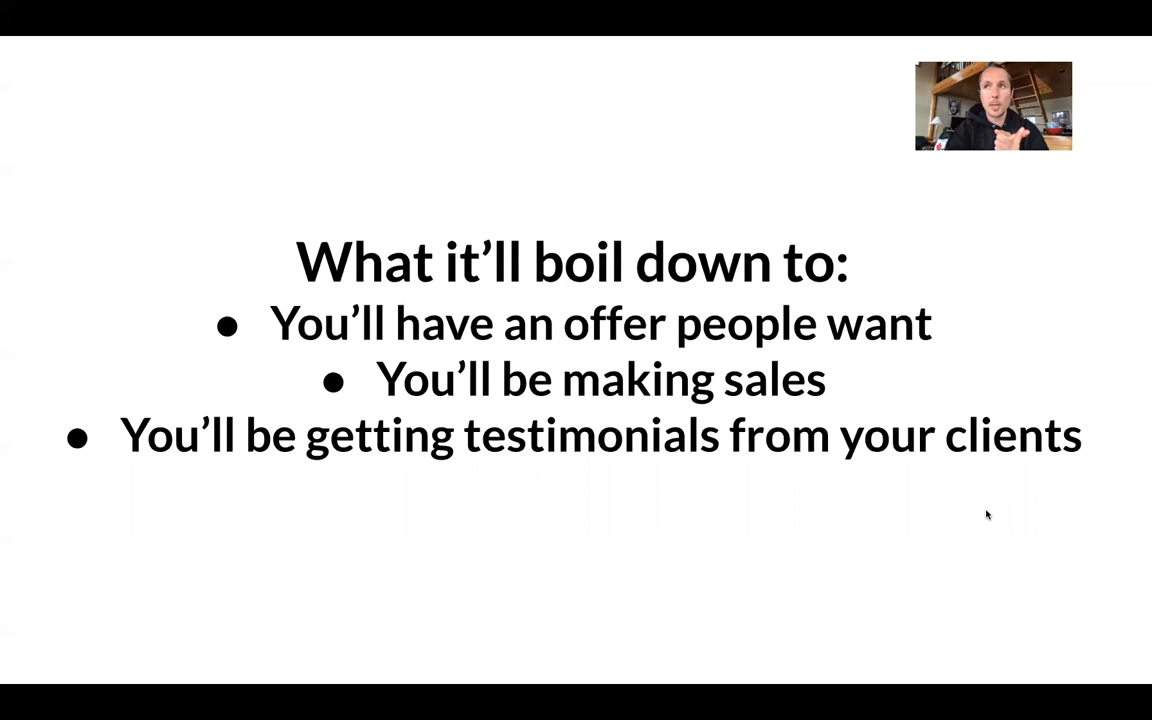 What it’ll boil down to:
● You’ll have an offer people want
● You’ll be making sales
● You’ll be getting testimonials from your clients